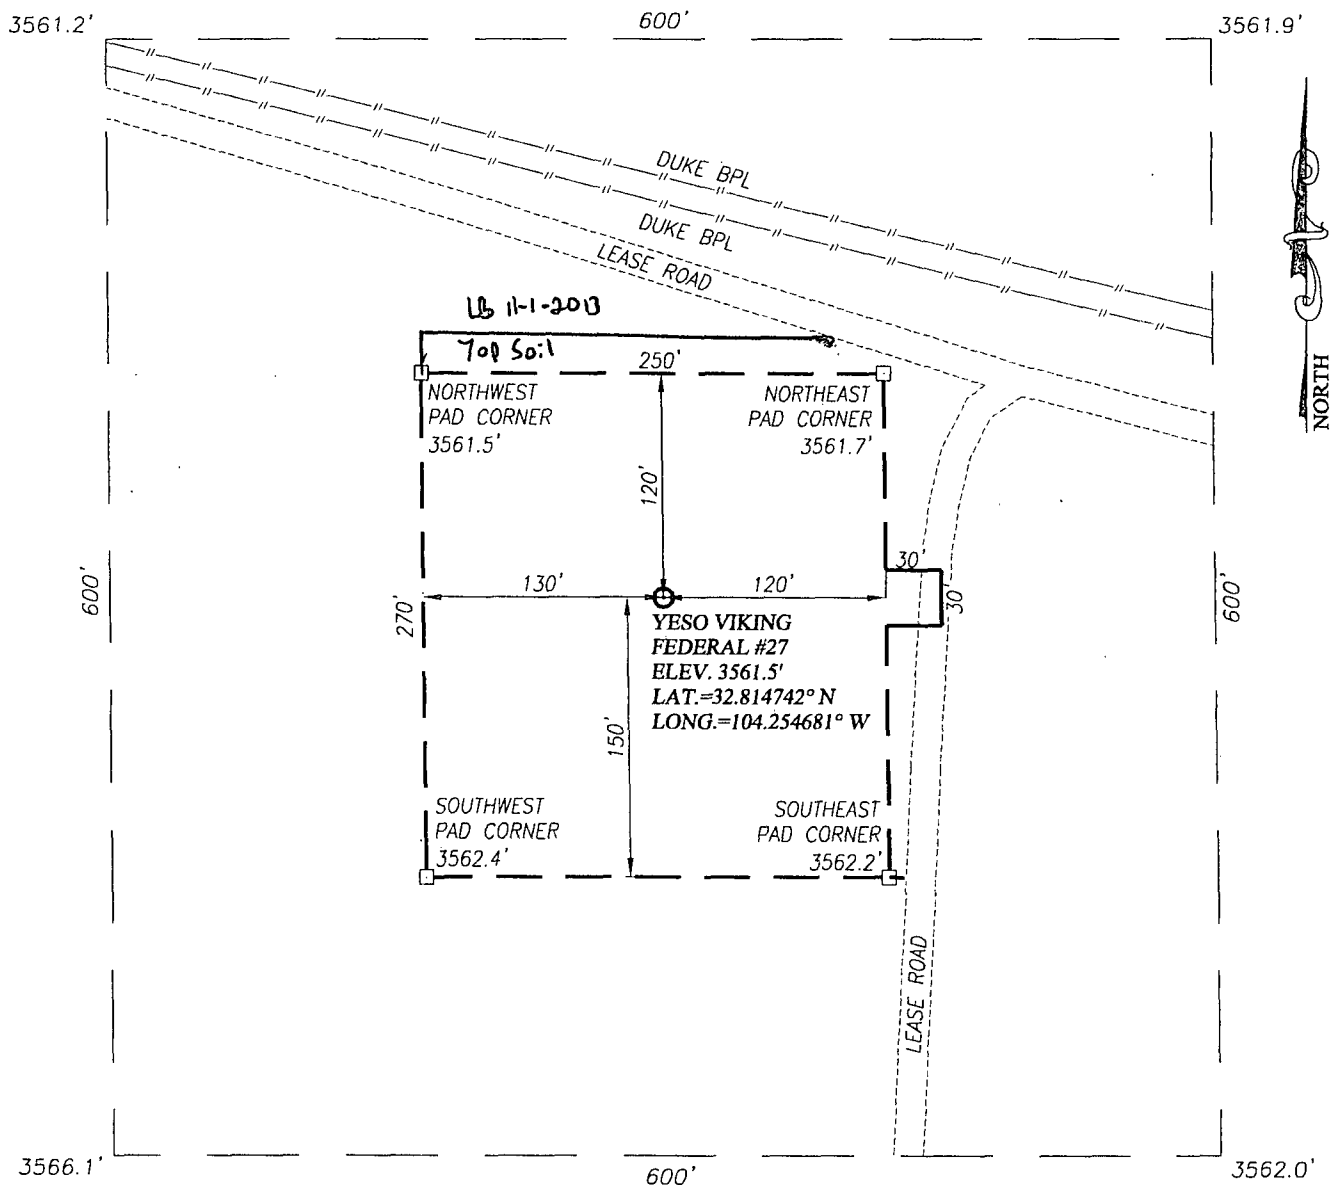 3561.2'
600'
3561.9'
DUKE BPL
DUKE BPL
LEASE ROAD
LB 11-1-2013
Top Soil
250'
NORTHWEST
PAD CORNER
3561.5'
NORTHEAST
PAD CORNER
3561.7'
NORTH
120'
30'
30'
600'
270'
130'
120'
600'
YESO VIKING
FEDERAL #27
ELEV. 3561.5'
LAT.=32.814742° N
LONG.=104.254681° W
150'
SOUTHWEST
PAD CORNER
3562.4'
SOUTHEAST
PAD CORNER
3562.2'
LEASE ROAD
3566.1'
600'
3562.0'